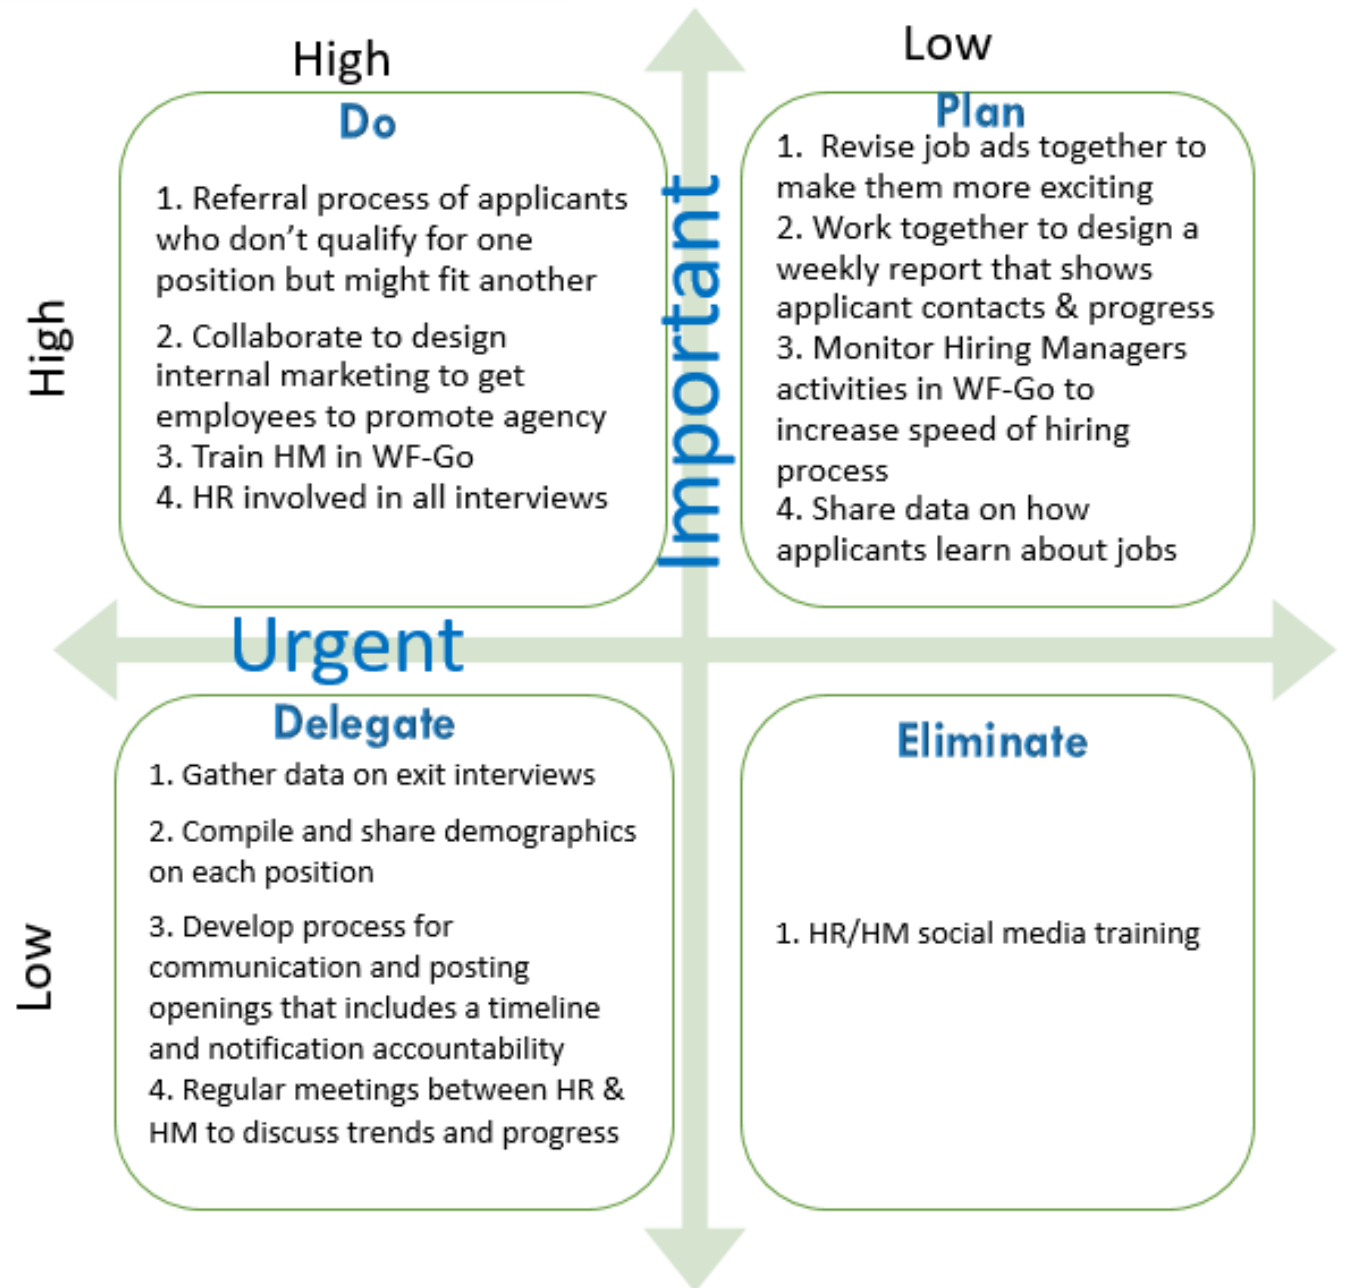 High
Low
High
Do
1. Referral process of applicants
who don’t qualify for one
position but might fit another
2. Collaborate to design
internal marketing to get
employees to promote agency
3. Train HM in WF-Go
4. HR involved in all interviews
Important
Plan
1. Revise job ads together to
make them more exciting
2. Work together to design a
weekly report that shows
applicant contacts & progress
3. Monitor Hiring Managers
activities in WF-Go to
increase speed of hiring
process
4. Share data on how
applicants learn about jobs
Urgent
Low
Delegate
1. Gather data on exit interviews
2. Compile and share demographics
on each position
3. Develop process for
communication and posting
openings that includes a timeline
and notification accountability
4. Regular meetings between HR &
HM to discuss trends and progress
Eliminate
1. HR/HM social media training